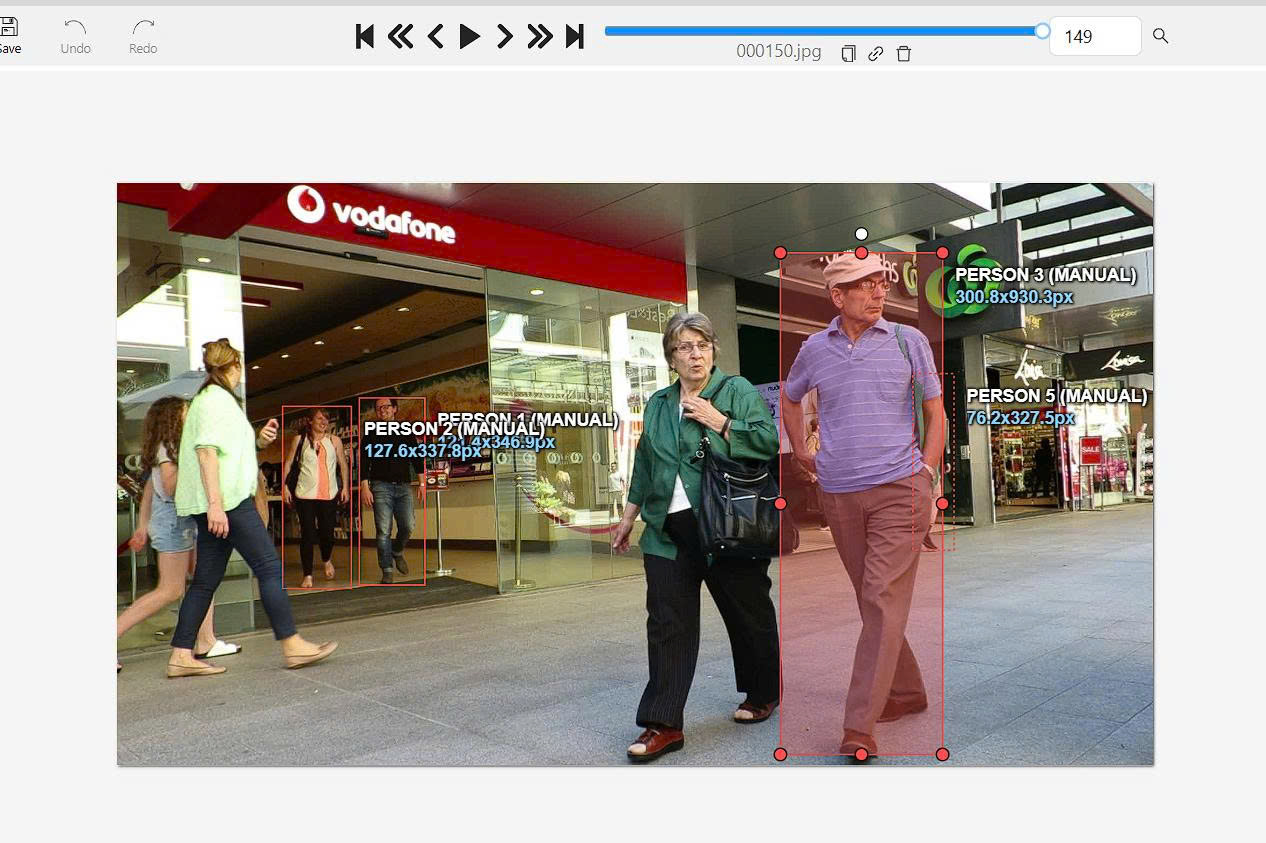 Save
Undo
Redo
149
000150.jpg
vodafone
PERSON 3 (MANUAL)
300.8x930.3px
PERSON 5 (MANUAL)
76.2x327.5px
PERSON 1 (MANUAL)
PERSON 2 (MANUAL)
127.6x337.8px
SALE